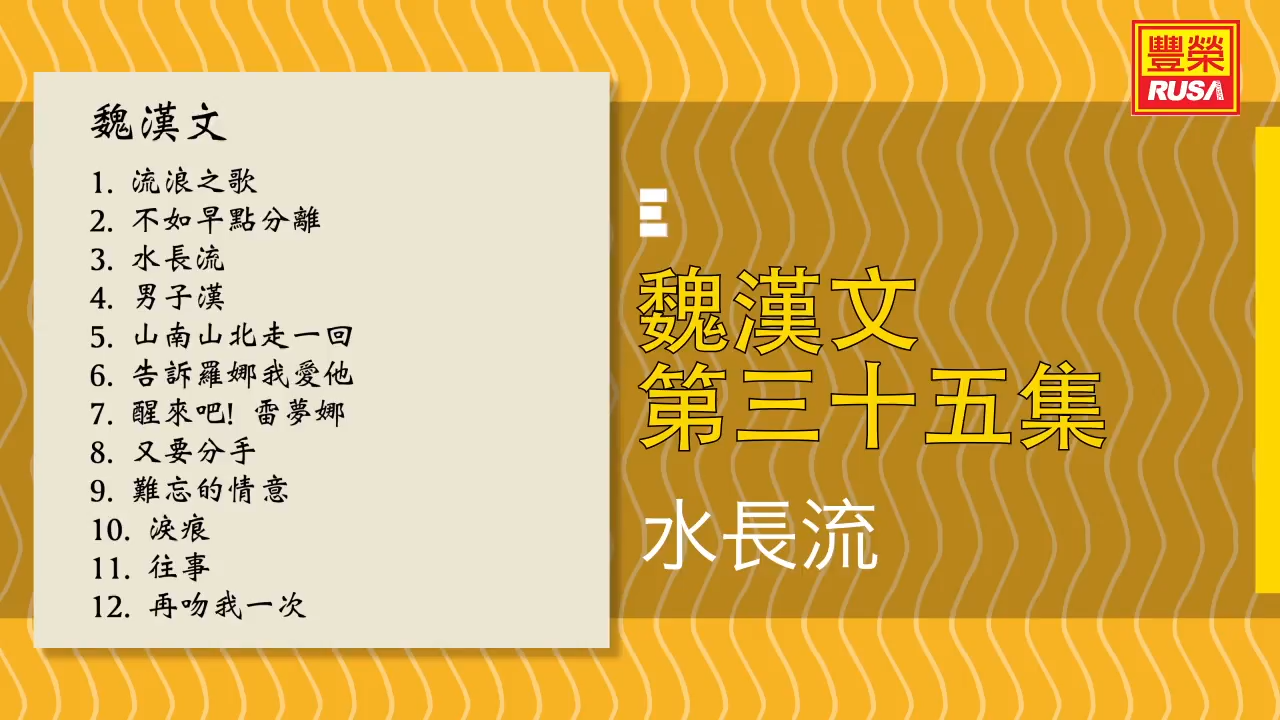 魏漢文
1. 流浪之歌
2. 不如早點分離
3. 水長流
4. 男子漢
5. 山南山北走一回
6. 告訴羅娜我愛他
7. 醒來吧! 雷夢娜
8. 又要分手
9. 難忘的情意
10. 淚痕
11. 往事
12. 再吻我一次
豐榮
RUSA
魏漢文
第三十五集
水長流